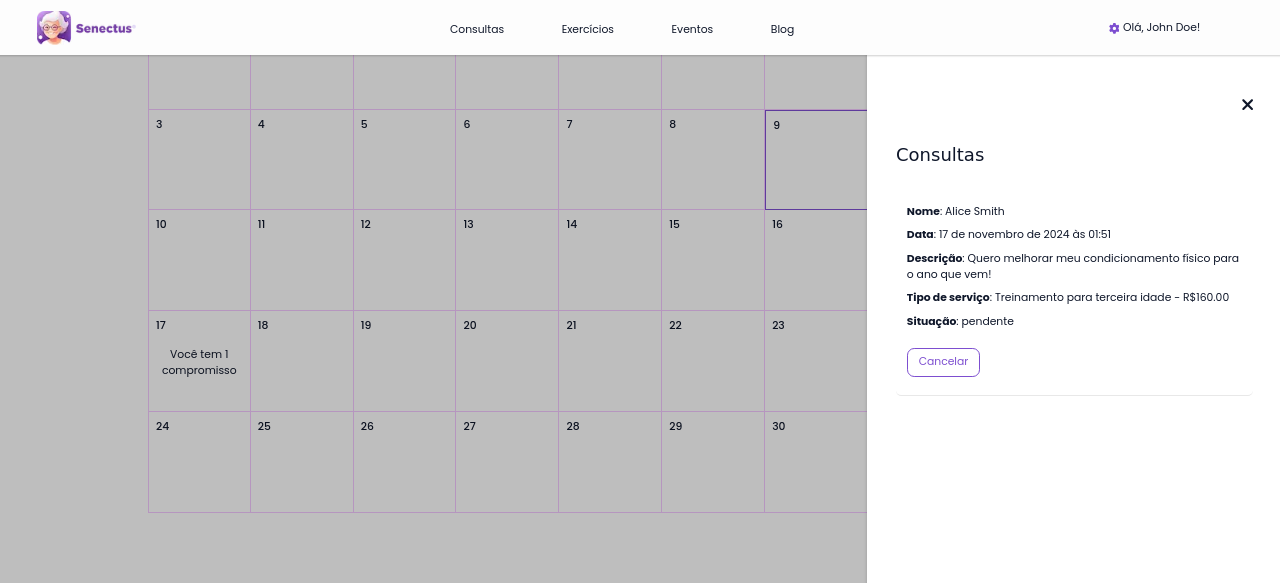 Senectus
Consultas
Exercícios
Eventos
Blog
Olá, John Doe!
3
4
5
6
7
8
9
10
11
12
13
14
15
16
17
18
19
20
21
22
23
Você tem 1
compromisso
24
25
26
27
28
29
30
Consultas
Nome: Alice Smith
Data: 17 de novembro de 2024 às 01:51
Descrição: Quero melhorar meu condicionamento físico para
o ano que vem!
Tipo de serviço: Treinamento para terceira idade - R$160.00
Situação: pendente
Cancelar